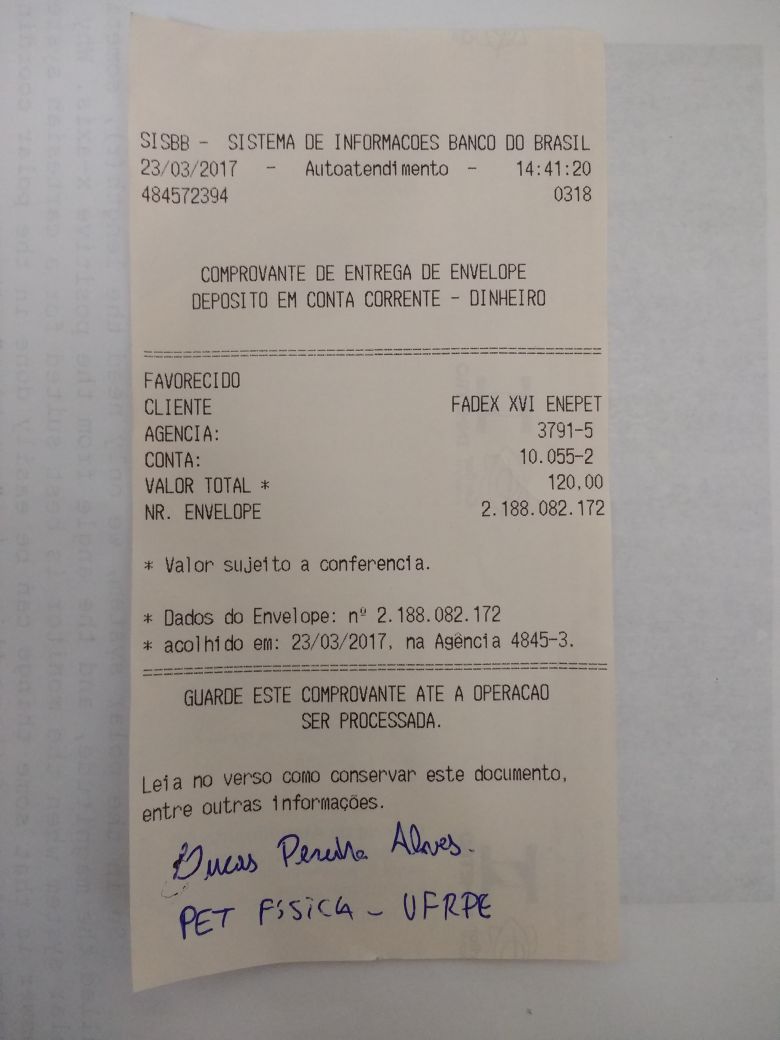 SISBB - SISTEMA DE INFORMACOES BANCO DO BRASIL
23/03/2017 - Autoatendimento - 14:41:20
484572394 0318
COMPROVANTE DE ENTREGA DE ENVELOPE
DEPOSITO EM CONTA CORRENTE - DINHEIRO
FAVORECIDO
CLIENTE FADEX XVI ENEPET
AGENCIA: 3791-5
CONTA: 10.055-2
VALOR TOTAL * 120,00
NR. ENVELOPE 2.188.082.172
* Valor sujeito a conferencia.
* Dados do Envelope: nº 2.188.082.172
* acolhido em: 23/03/2017, na Agência 4845-3.
GUARDE ESTE COMPROVANTE ATE A OPERACAO
SER PROCESSADA.
Leia no verso como conservar este documento,
entre outras informações.
Lucas Pereira Alves.
PET FÍSICA - UFRPE